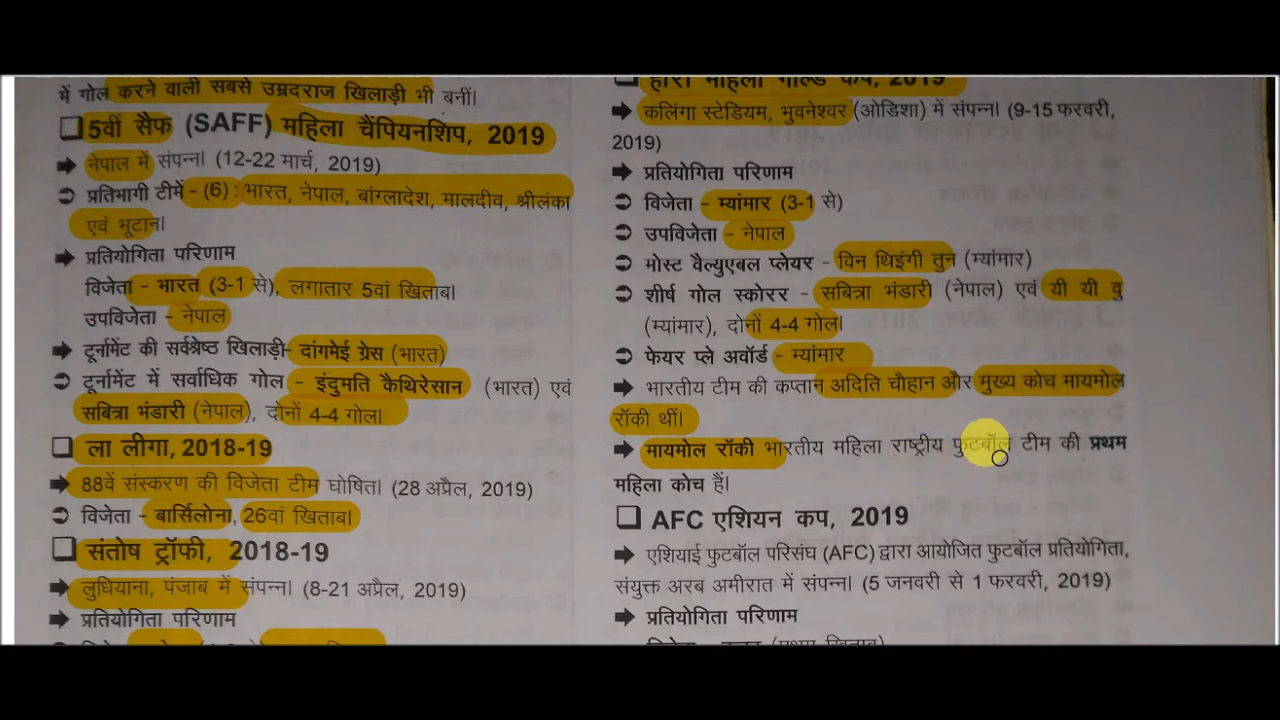 में गोल करने वाली सबसे उम्रदराज खिलाड़ी भी बनीं।
❑ 5वीं सैफ (SAFF) महिला चैंपियनशिप, 2019
➡ नेपाल में संपन्न। (12-22 मार्च, 2019)
⊃ प्रतिभागी टीमें - (6) : भारत, नेपाल, बांग्लादेश, मालदीव, श्रीलंका
एवं भूटान।
➡ प्रतियोगिता परिणाम
विजेता - भारत (3-1 से), लगातार 5वां खिताब।
उपविजेता - नेपाल
➡ टूर्नामेंट की सर्वश्रेष्ठ खिलाड़ी- दांगमेई ग्रेस (भारत)
⊃ टूर्नामेंट में सर्वाधिक गोल - इंदुमति कैथिरेसान (भारत) एवं
सबित्रा भंडारी (नेपाल), दोनों 4-4 गोल।
❑ ला लीगा, 2018-19
➡ 88वें संस्करण की विजेता टीम घोषित। (28 अप्रैल, 2019)
⊃ विजेता - बार्सिलोना, 26वां खिताब।
❑ संतोष ट्रॉफी, 2018-19
➡ लुधियाना, पंजाब में संपन्न। (8-21 अप्रैल, 2019)
➡ प्रतियोगिता परिणाम
❑ हीरो महिला गोल्ड कप, 2019
➡ कलिंगा स्टेडियम, भुवनेश्वर (ओडिशा) में संपन्न। (9-15 फरवरी,
2019)
➡ प्रतियोगिता परिणाम
⊃ विजेता - म्यांमार (3-1 से)
⊃ उपविजेता - नेपाल
⊃ मोस्ट वैल्युएबल प्लेयर - विन थिइंगी तुन (म्यांमार)
⊃ शीर्ष गोल स्कोरर - सबित्रा भंडारी (नेपाल) एवं यी यी वु
(म्यांमार), दोनों 4-4 गोल।
⊃ फेयर प्ले अवॉर्ड - म्यांमार
➡ भारतीय टीम की कप्तान अदिति चौहान और मुख्य कोच मायमोल
रॉकी थीं।
➡ मायमोल रॉकी भारतीय महिला राष्ट्रीय फुटबॉल टीम की प्रथम
महिला कोच हैं।
❑ AFC एशियन कप, 2019
➡ एशियाई फुटबॉल परिसंघ (AFC) द्वारा आयोजित फुटबॉल प्रतियोगिता,
संयुक्त अरब अमीरात में संपन्न। (5 जनवरी से 1 फरवरी, 2019)
➡ प्रतियोगिता परिणाम